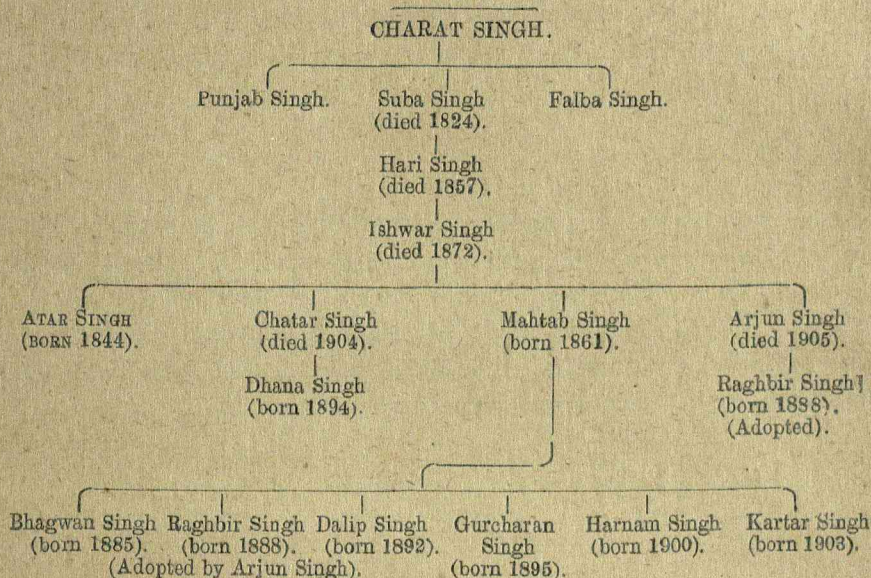 CHARAT SINGH.
Punjab Singh. Suba Singh Falba Singh.
(died 1824).
Hari Singh
(died 1857).
Ishwar Singh
(died 1872).
ATAR SINGH Chatar Singh Mahtab Singh Arjun Singh
(BORN 1844). (died 1904). (born 1861). (died 1905).
Dhana Singh Raghbir Singh
(born 1894). (born 1888).
(Adopted).
Bhagwan Singh Raghbir Singh Dalip Singh Gurcharan Harnam Singh Kartar Singh
(born 1885). (born 1888). (born 1892). Singh (born 1900). (born 1903).
(Adopted by Arjun Singh). (born 1895).